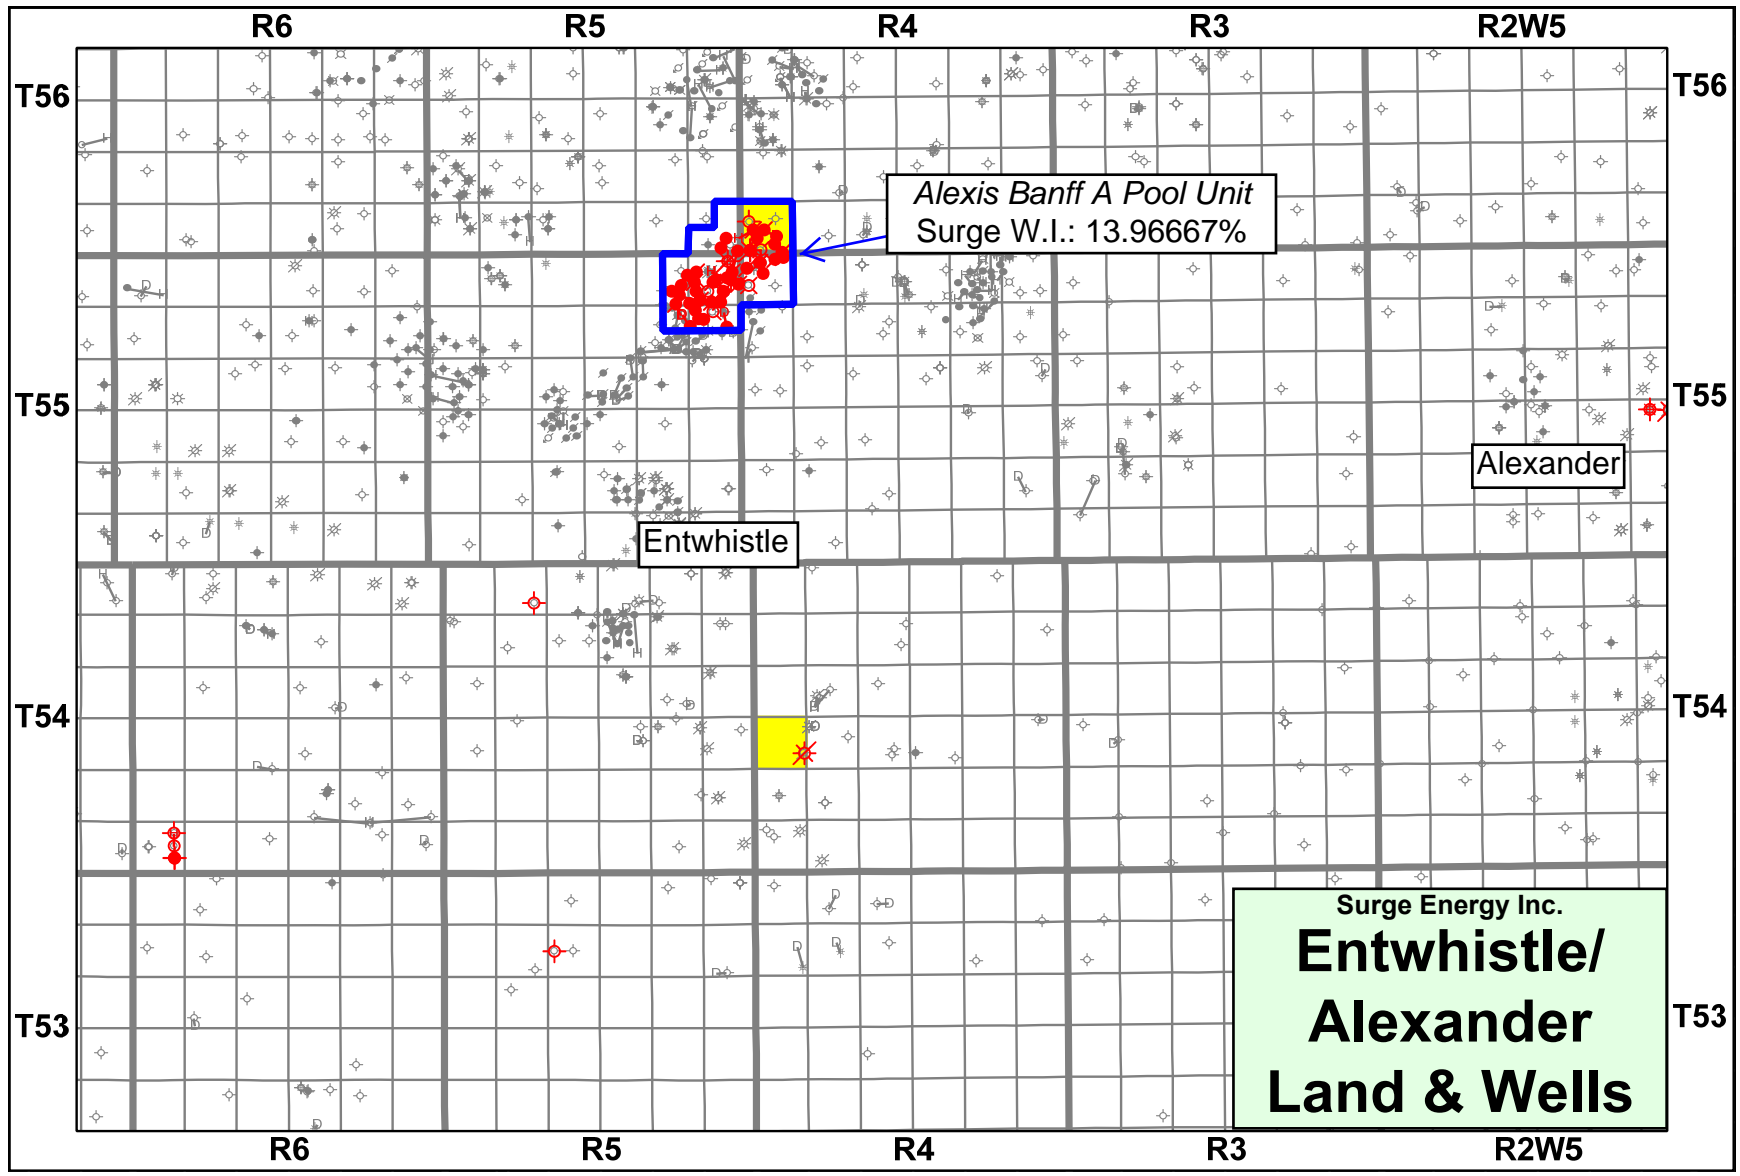 R6 R5 R4 R3 R2W5
T56 T56
Alexis Banff A Pool Unit
Surge W.I.: 13.96667%
T55 T55
Alexander
Entwhistle
T54 T54
Surge Energy Inc.
Entwhistle/
Alexander
Land & Wells
T53 T53
R6 R5 R4 R3 R2W5